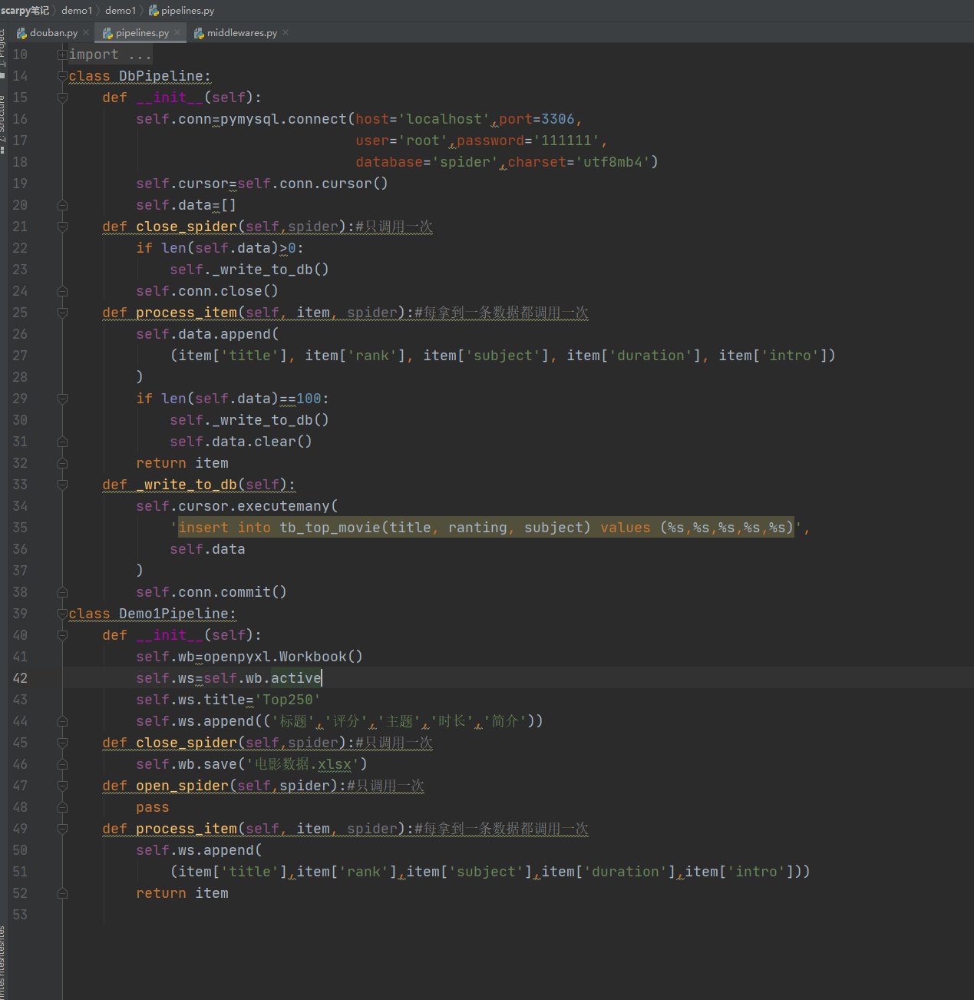 scarpy笔记 〉 demo1 〉 demo1 〉 pipelines.py
douban.py × pipelines.py × middlewares.py ×
1: Project
7: Structure
10 import ...
14 class DbPipeline:
15 def __init__(self):
16 self.conn=pymysql.connect(host='localhost',port=3306,
17 user='root',password='111111',
18 database='spider',charset='utf8mb4')
19 self.cursor=self.conn.cursor()
20 self.data=[]
21 def close_spider(self,spider):#只调用一次
22 if len(self.data)>0:
23 self._write_to_db()
24 self.conn.close()
25 def process_item(self, item, spider):#每拿到一条数据都调用一次
26 self.data.append(
27 (item['title'], item['rank'], item['subject'], item['duration'], item['intro'])
28 )
29 if len(self.data)==100:
30 self._write_to_db()
31 self.data.clear()
32 return item
33 def _write_to_db(self):
34 self.cursor.executemany(
35 'insert into tb_top_movie(title, ranting, subject) values (%s,%s,%s,%s,%s)',
36 self.data
37 )
38 self.conn.commit()
39 class Demo1Pipeline:
40 def __init__(self):
41 self.wb=openpyxl.Workbook()
42 self.ws=self.wb.active
43 self.ws.title='Top250'
44 self.ws.append(('标题','评分','主题','时长','简介'))
45 def close_spider(self,spider):#只调用一次
46 self.wb.save('电影数据.xlsx')
47 def open_spider(self,spider):#只调用一次
48 pass
49 def process_item(self, item, spider):#每拿到一条数据都调用一次
50 self.ws.append(
51 (item['title'],item['rank'],item['subject'],item['duration'],item['intro']))
52 return item
53